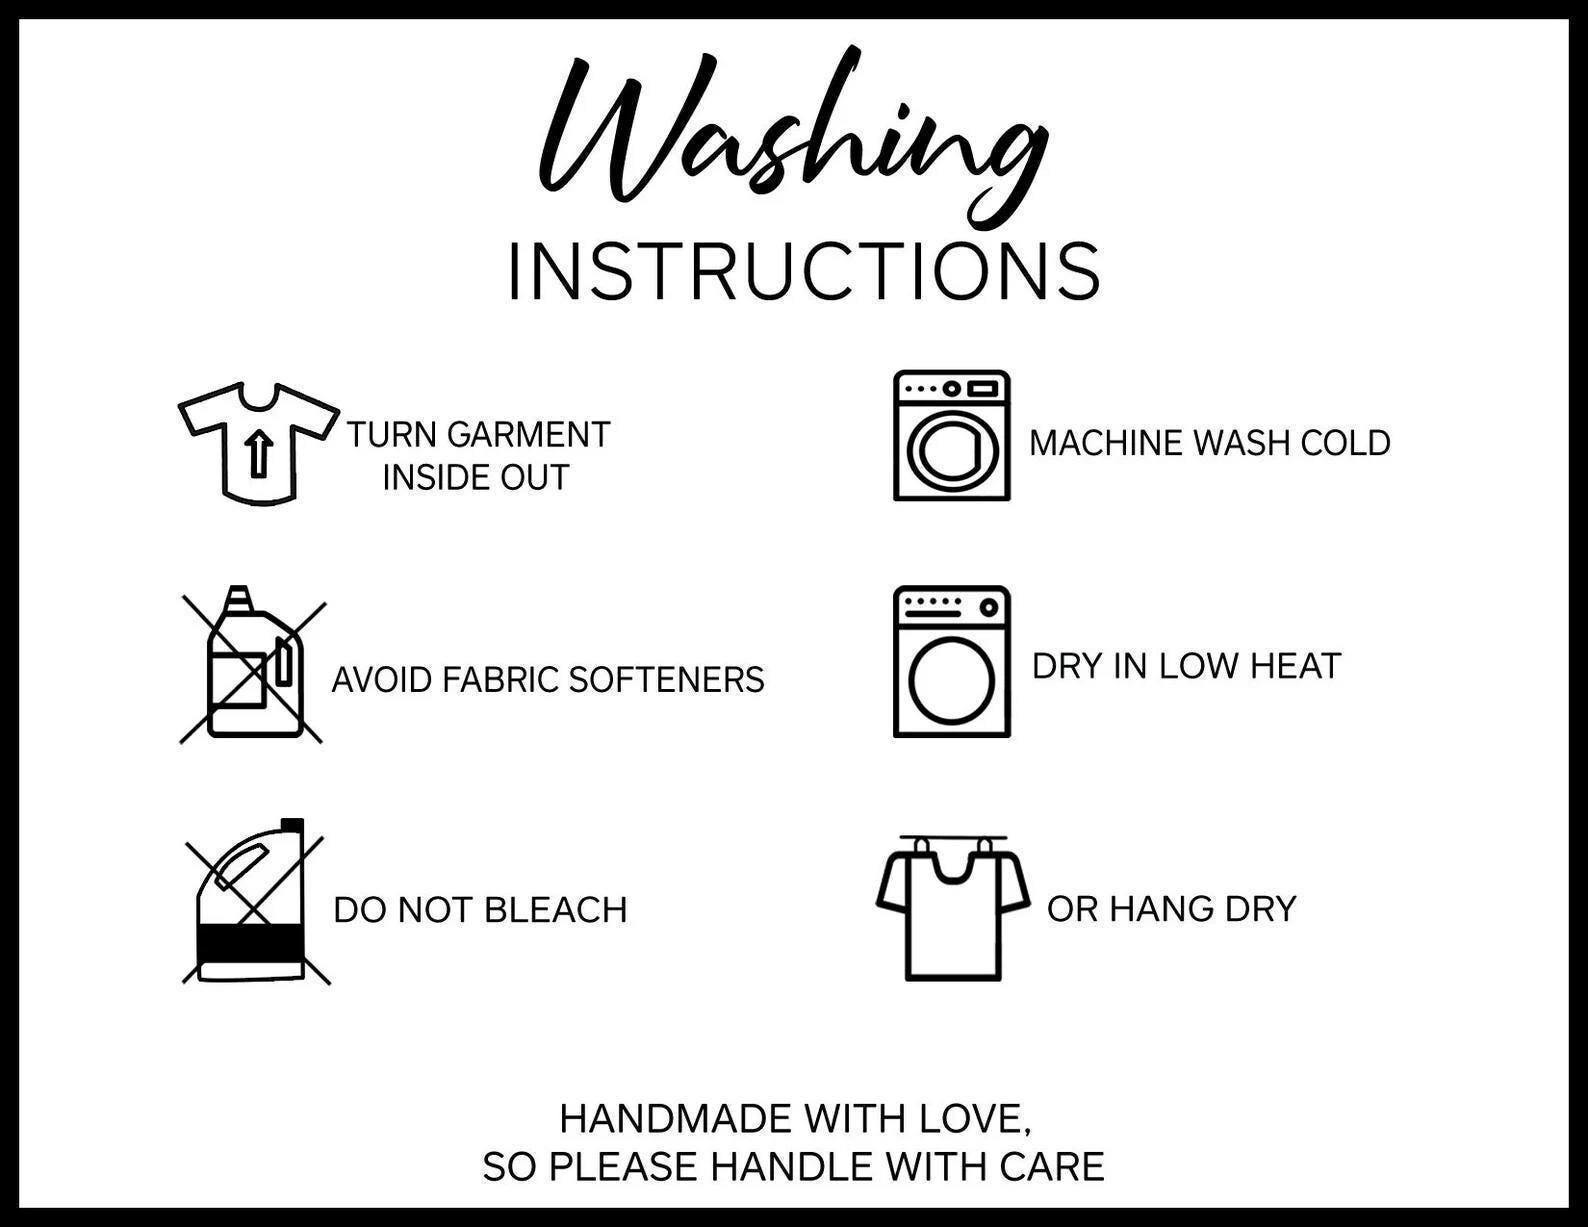 Washing
INSTRUCTIONS
TURN GARMENT
INSIDE OUT
MACHINE WASH COLD
AVOID FABRIC SOFTENERS
DRY IN LOW HEAT
DO NOT BLEACH
OR HANG DRY
HANDMADE WITH LOVE,
SO PLEASE HANDLE WITH CARE